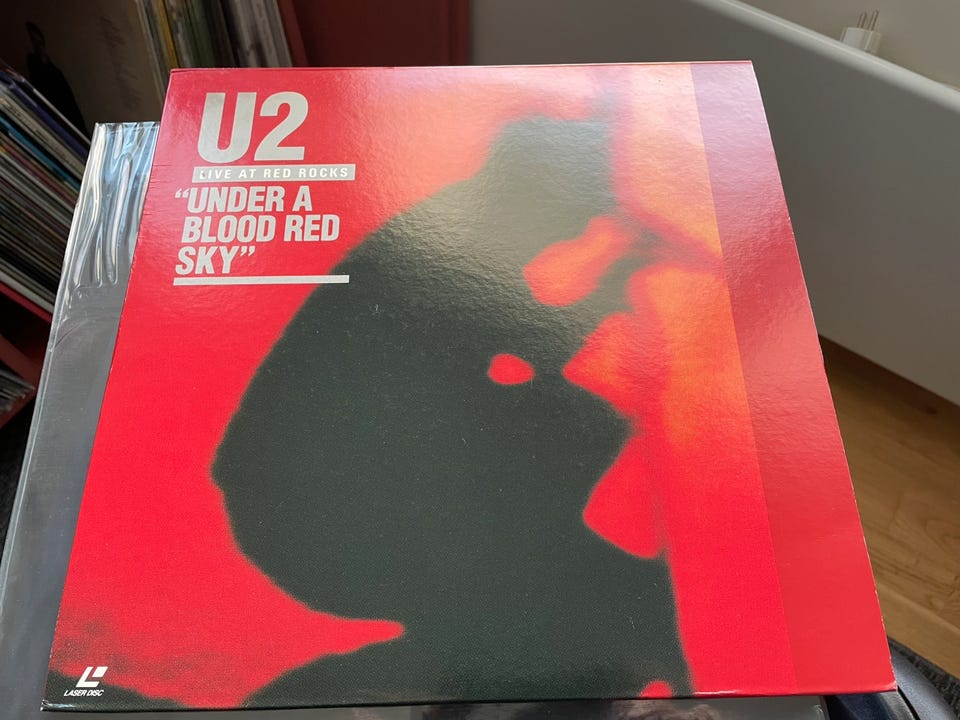 U2
LIVE AT RED ROCKS
“UNDER A
BLOOD RED
SKY”
LASER DISC